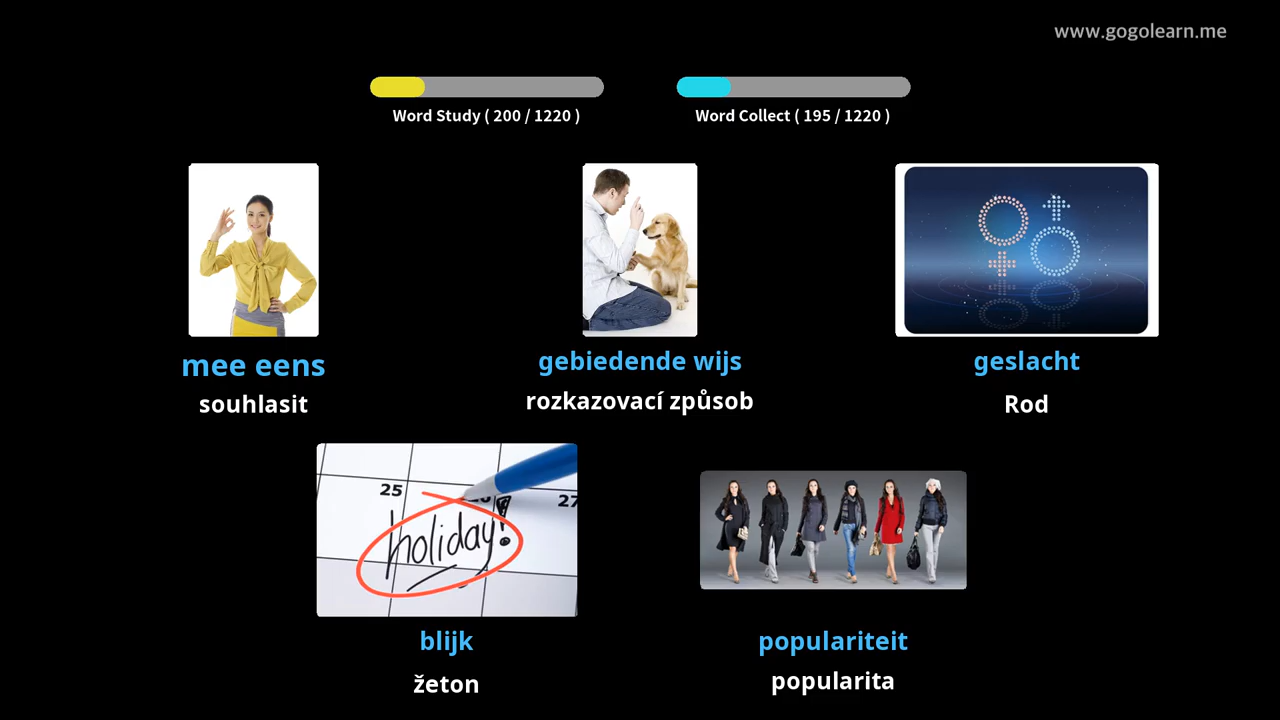 www.gogolearn.me
Word Study ( 200 / 1220 )
Word Collect ( 195 / 1220 )
mee eens
souhlasit
gebiedende wijs
rozkazovací způsob
geslacht
Rod
25
27
holiday!
blijk
žeton
populariteit
popularita